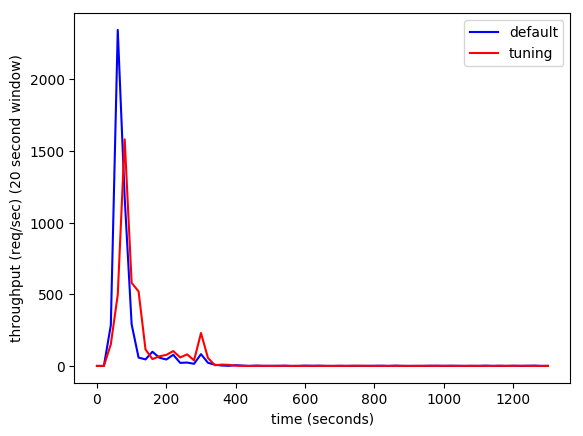 default
tuning
throughput (req/sec) (20 second window)
2000
1500
1000
500
0
0 200 400 600 800 1000 1200
time (seconds)